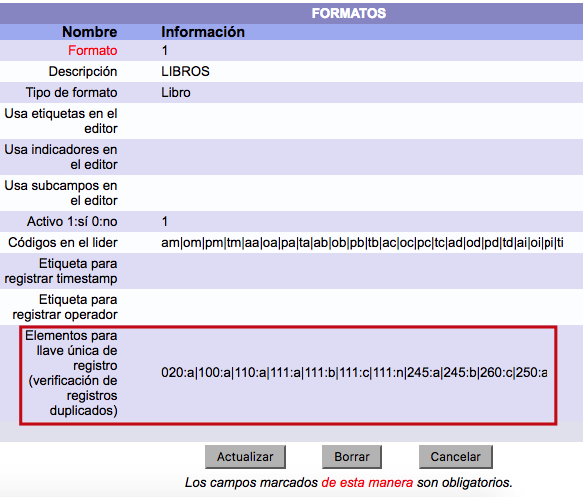 FORMATOS
Nombre Información
Formato 1
Descripción LIBROS
Tipo de formato Libro
Usa etiquetas en el
editor
Usa indicadores en
el editor
Usa subcampos en
el editor
Activo 1:sí 0:no 1
Códigos en el lider am|om|pm|tm|aa|oa|pa|ta|ab|ob|pb|tb|ac|oc|pc|tc|ad|od|pd|td|ai|oi|pi|ti
Etiqueta para
registrar timestamp
Etiqueta para
registrar operador
Elementos para
llave única de
registro
(verificación de
registros
duplicados)
020:a|100:a|110:a|111:a|111:b|111:c|111:n|245:a|245:b|260:c|250:a
Actualizar Borrar Cancelar
Los campos marcados de esta manera son obligatorios.